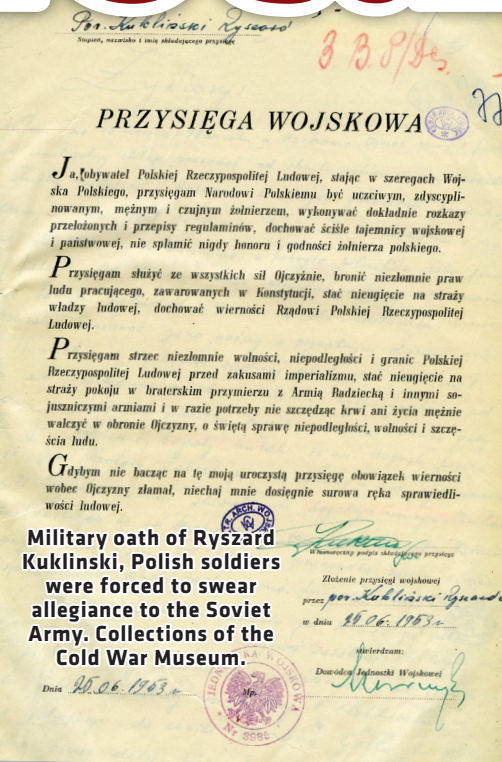 Por. Kukliński Ryszard
Stopień, nazwisko i imię składającego przysięgę
3 B 8/Des.
PRZYSIĘGA WOJSKOWA
Ja, obywatel Polskiej Rzeczypospolitej Ludowej, stając w szeregach Woj-
ska Polskiego, przysięgam Narodowi Polskiemu być uczciwym, zdyscypli-
nowanym, mężnym i czujnym żołnierzem, wykonywać dokładnie rozkazy
przełożonych i przepisy regulaminów, dochować ściśle tajemnicy wojskowej
i państwowej, nie splamić nigdy honoru i godności żołnierza polskiego.
Przysięgam służyć ze wszystkich sił Ojczyźnie, bronić niezłomnie praw
ludu pracującego, zawarowanych w Konstytucji, stać nieugięcie na straży
władzy ludowej, dochować wierności Rządowi Polskiej Rzeczypospolitej
Ludowej.
Przysięgam strzec niezłomnie wolności, niepodległości i granic Polskiej
Rzeczypospolitej Ludowej przed zakusami imperializmu, stać nieugięcie na
straży pokoju w braterskim przymierzu z Armią Radziecką i innymi so-
juszniczymi armiami i w razie potrzeby nie szczędząc krwi ani życia mężnie
walczyć w obronie Ojczyzny, o świętą sprawę niepodległości, wolności i szczę-
ścia ludu.
Gdybym nie bacząc na tę moją uroczystą przysięgę obowiązek wierności
wobec Ojczyzny złamał, niechaj mnie dosięgnie surowa ręka sprawiedli-
wości ludowej.
Military oath of Ryszard
Kuklinski, Polish soldiers
were forced to swear
allegiance to the Soviet
Army. Collections of the
Cold War Museum.
Własnoręczny podpis składającego przysięgę
Złożenie przysięgi wojskowej
przez por. Kukliński Ryszard
w dniu 25.06.1953 r
stwierdzam:
Dowódca Jednostki Wojskowej
Dnia 25.06.1953 r
Mp.
JEDNOSTKA WOJSKOWA